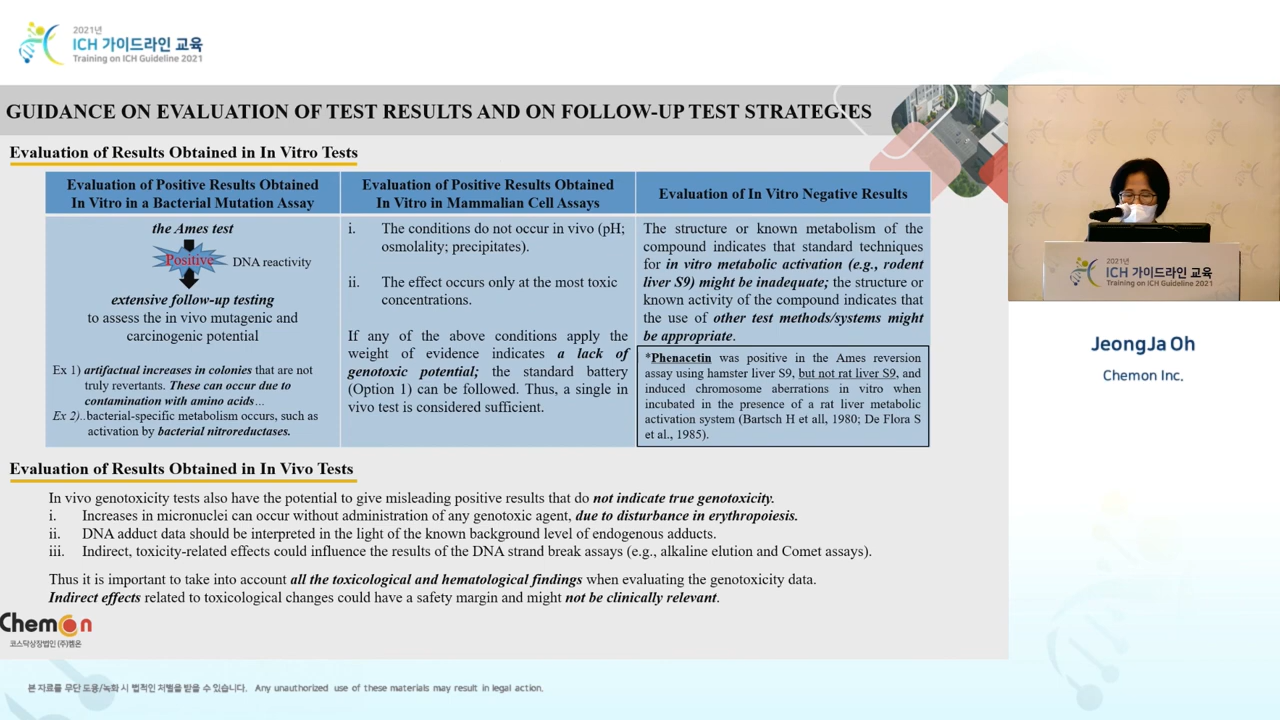 2021년
ICH 가이드라인 교육
Training on ICH Guideline 2021
GUIDANCE ON EVALUATION OF TEST RESULTS AND ON FOLLOW-UP TEST STRATEGIES
Evaluation of Results Obtained in In Vitro Tests
Evaluation of Positive Results Obtained
In Vitro in a Bacterial Mutation Assay
the Ames test
Positive
DNA reactivity
extensive follow-up testing
to assess the in vivo mutagenic and
carcinogenic potential
Ex 1) artifactual increases in colonies that are not
truly revertants. These can occur due to
contamination with amino acids…
Ex 2)..bacterial-specific metabolism occurs, such as
activation by bacterial nitroreductases.
Evaluation of Positive Results Obtained
In Vitro in Mammalian Cell Assays
i. The conditions do not occur in vivo (pH;
osmolality; precipitates).
ii. The effect occurs only at the most toxic
concentrations.
If any of the above conditions apply the
weight of evidence indicates a lack of
genotoxic potential; the standard battery
(Option 1) can be followed. Thus, a single in
vivo test is considered sufficient.
Evaluation of In Vitro Negative Results
The structure or known metabolism of the
compound indicates that standard techniques
for in vitro metabolic activation (e.g., rodent
liver S9) might be inadequate; the structure or
known activity of the compound indicates that
the use of other test methods/systems might
be appropriate.
*Phenacetin was positive in the Ames reversion
assay using hamster liver S9, but not rat liver S9, and
induced chromosome aberrations in vitro when
incubated in the presence of a rat liver metabolic
activation system (Bartsch H et all, 1980; De Flora S
et al., 1985).
Evaluation of Results Obtained in In Vivo Tests
In vivo genotoxicity tests also have the potential to give misleading positive results that do not indicate true genotoxicity.
i. Increases in micronuclei can occur without administration of any genotoxic agent, due to disturbance in erythropoiesis.
ii. DNA adduct data should be interpreted in the light of the known background level of endogenous adducts.
iii. Indirect, toxicity-related effects could influence the results of the DNA strand break assays (e.g., alkaline elution and Comet assays).
Thus it is important to take into account all the toxicological and hematological findings when evaluating the genotoxicity data.
Indirect effects related to toxicological changes could have a safety margin and might not be clinically relevant.
ChemOn
코스닥상장법인 (주)켐온
2021년
ICH 가이드라인 교육
Training on ICH Guideline 2021
JeongJa Oh
Chemon Inc.
본 자료를 무단 도용/녹화 시 법적인 처벌을 받을 수 있습니다. Any unauthorized use of these materials may result in legal action.